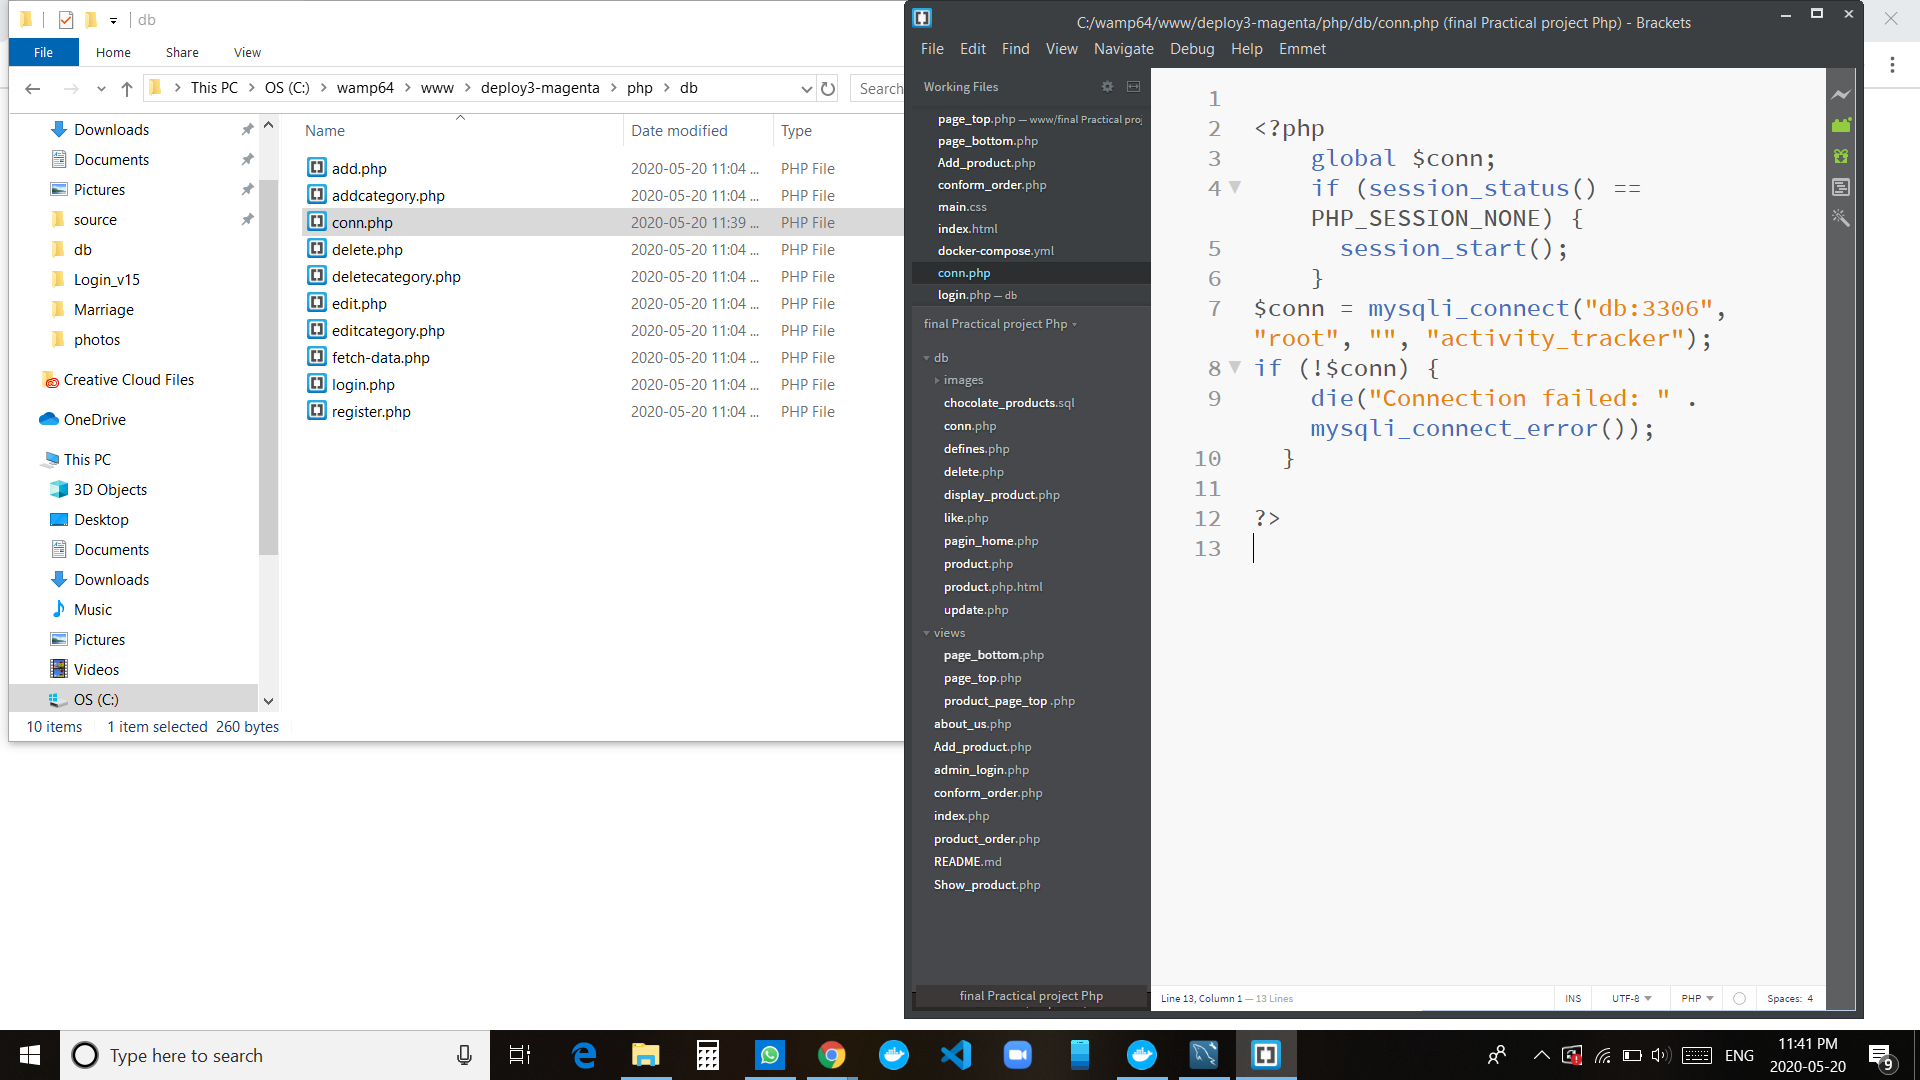 db
File Home Share View
This PC OS (C:) wamp64 www deploy3-magenta php db
Search
Downloads
Documents
Pictures
source
db
Login_v15
Marriage
photos
Creative Cloud Files
OneDrive
This PC
3D Objects
Desktop
Documents
Downloads
Music
Pictures
Videos
OS (C:)
Name Date modified Type
add.php 2020-05-20 11:04 ... PHP File
addcategory.php 2020-05-20 11:04 ... PHP File
conn.php 2020-05-20 11:39 ... PHP File
delete.php 2020-05-20 11:04 ... PHP File
deletecategory.php 2020-05-20 11:04 ... PHP File
edit.php 2020-05-20 11:04 ... PHP File
editcategory.php 2020-05-20 11:04 ... PHP File
fetch-data.php 2020-05-20 11:04 ... PHP File
login.php 2020-05-20 11:04 ... PHP File
register.php 2020-05-20 11:04 ... PHP File
10 items 1 item selected 260 bytes
C:/wamp64/www/deploy3-magenta/php/db/conn.php (final Practical project Php) - Brackets
File Edit Find View Navigate Debug Help Emmet
Working Files
page_top.php — www/final Practical proj
page_bottom.php
Add_product.php
conform_order.php
main.css
index.html
docker-compose.yml
conn.php
login.php — db
final Practical project Php
db
images
chocolate_products.sql
conn.php
defines.php
delete.php
display_product.php
like.php
pagin_home.php
product.php
product.php.html
update.php
views
page_bottom.php
page_top.php
product_page_top .php
about_us.php
Add_product.php
admin_login.php
conform_order.php
index.php
product_order.php
README.md
Show_product.php
final Practical project Php
1
2 <?php
3 global $conn;
4 if (session_status() ==
PHP_SESSION_NONE) {
5 session_start();
6 }
7 $conn = mysqli_connect("db:3306",
"root", "", "activity_tracker");
8 if (!$conn) {
9 die("Connection failed: " .
mysqli_connect_error());
10 }
11
12 ?>
13
Line 13, Column 1 — 13 Lines INS UTF-8 PHP Spaces: 4
Type here to search
ENG
11:41 PM
2020-05-20
9